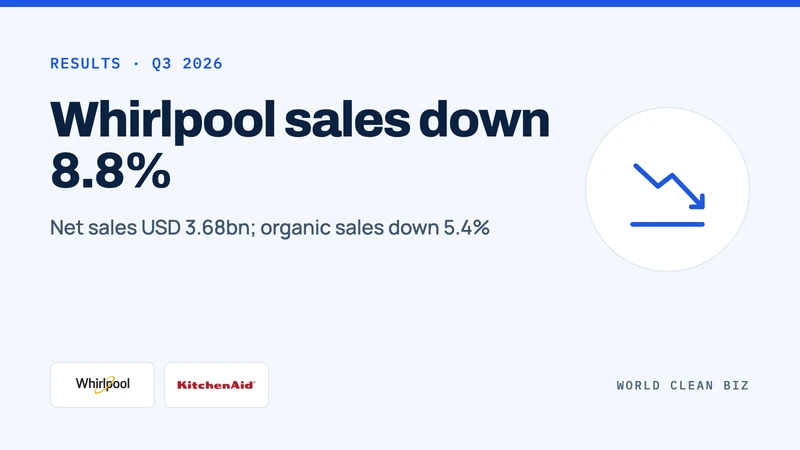 RESULTS · Q3 2026
Whirlpool sales down
8.8%
Net sales USD 3.68bn; organic sales down 5.4%
Whirlpool
KitchenAid
WORLD CLEAN BIZ